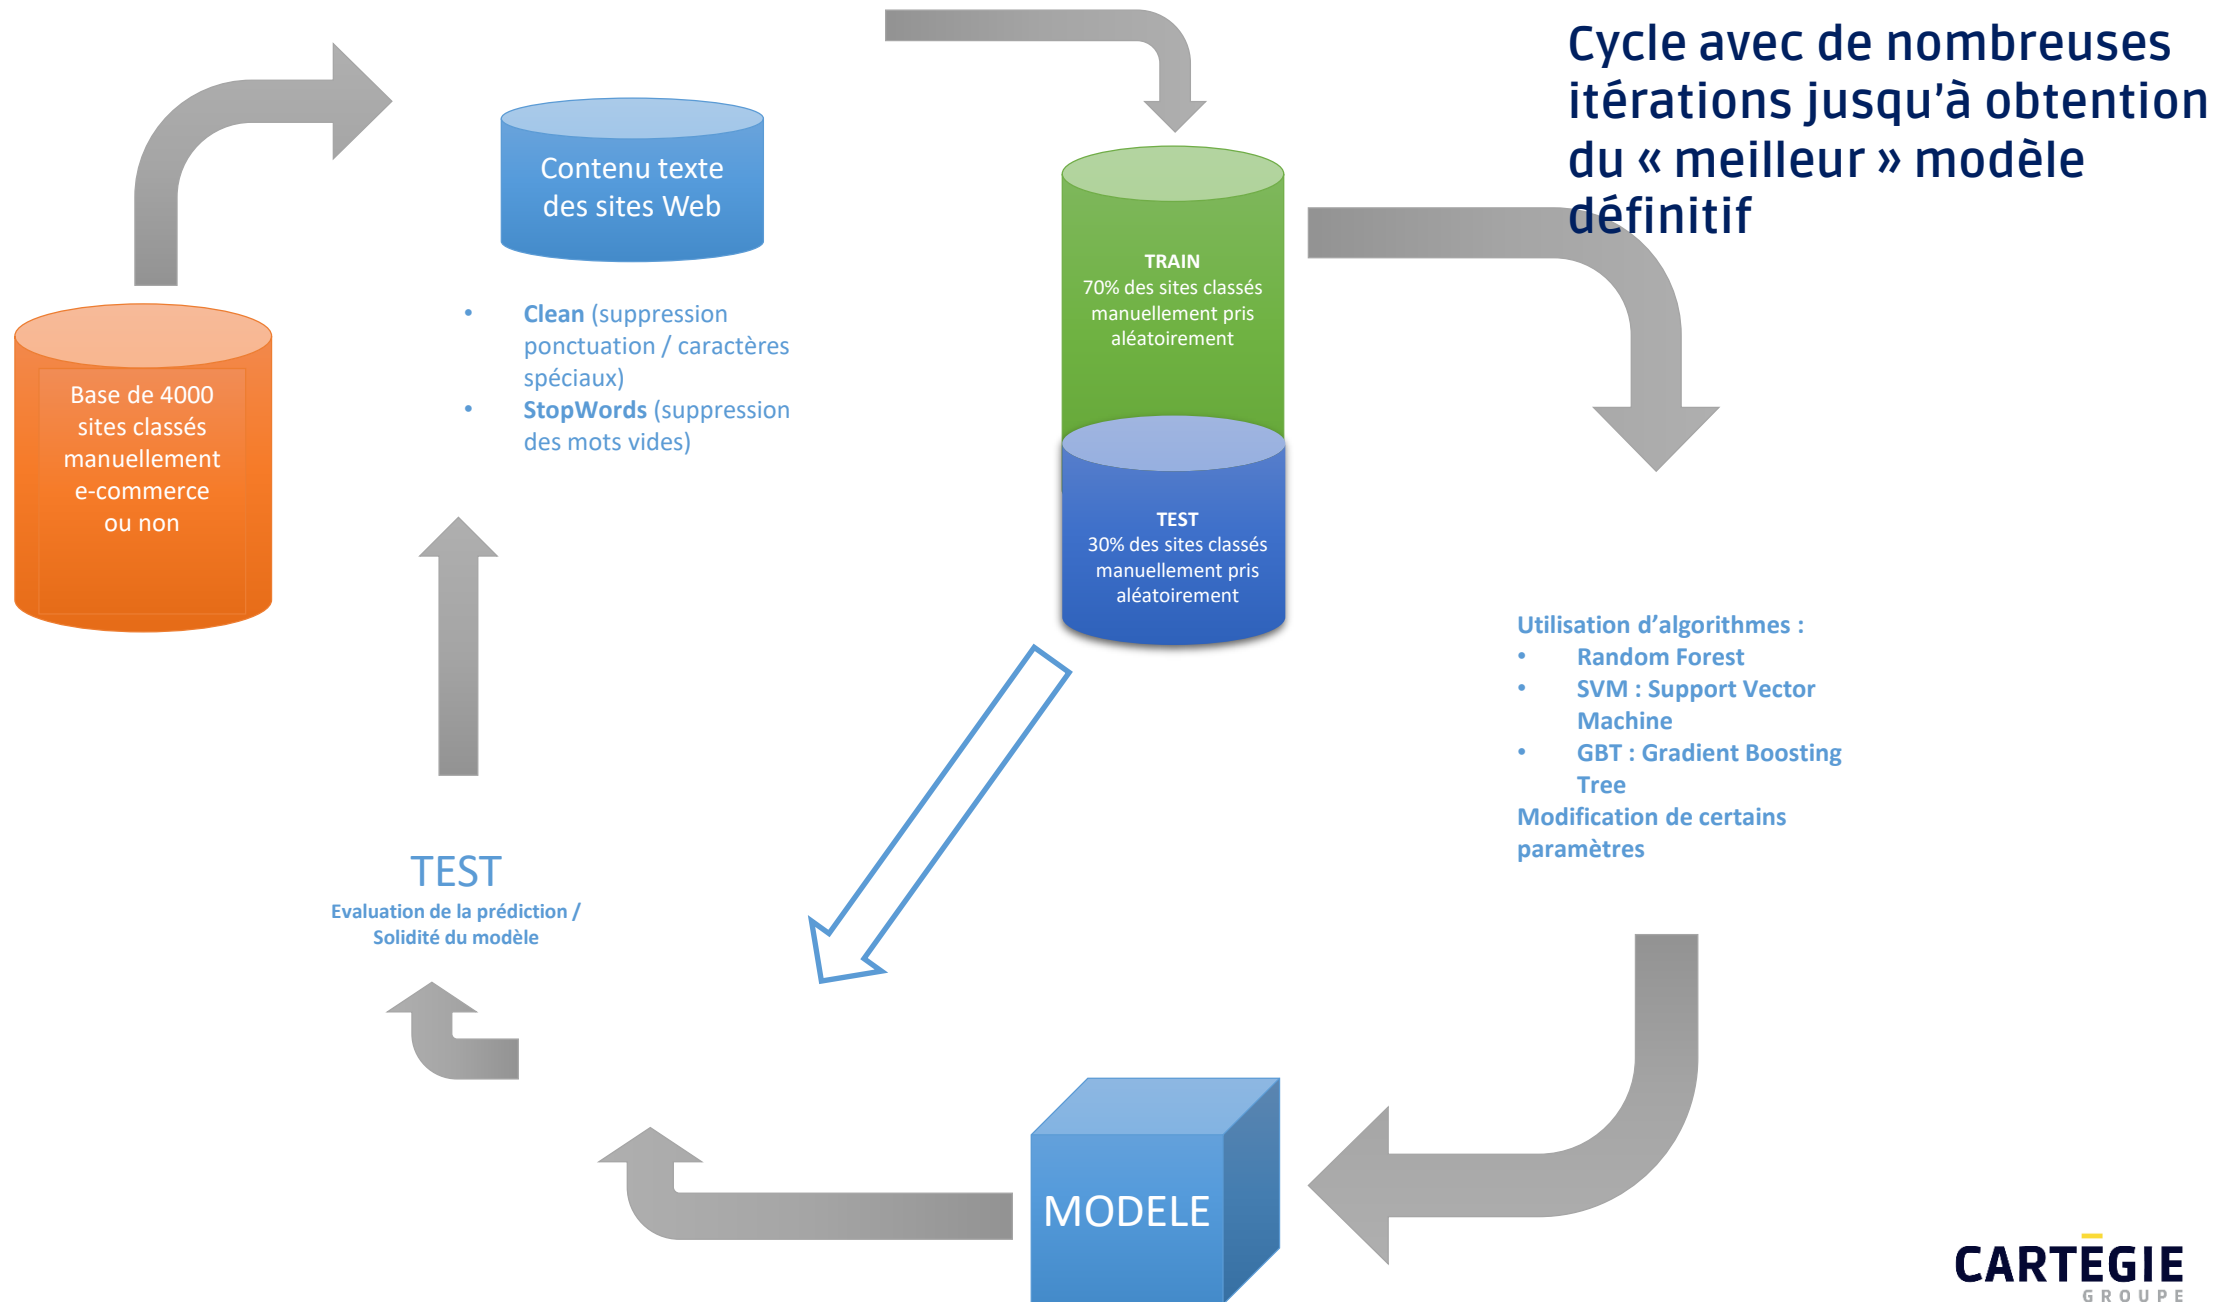 Cycle avec de nombreuses
itérations jusqu'à obtention
du « meilleur » modèle
définitif
Contenu texte
des sites Web
• Clean (suppression
ponctuation / caractères
spéciaux)
• StopWords (suppression
des mots vides)
Base de 4000
sites classés
manuellement
e-commerce
ou non
TRAIN
70% des sites classés
manuellement pris
aléatoirement
TEST
30% des sites classés
manuellement pris
aléatoirement
Utilisation d'algorithmes :
• Random Forest
• SVM : Support Vector
Machine
• GBT : Gradient Boosting
Tree
Modification de certains
paramètres
TEST
Evaluation de la prédiction /
Solidité du modèle
MODELE
CARTEGIE
GROUPE